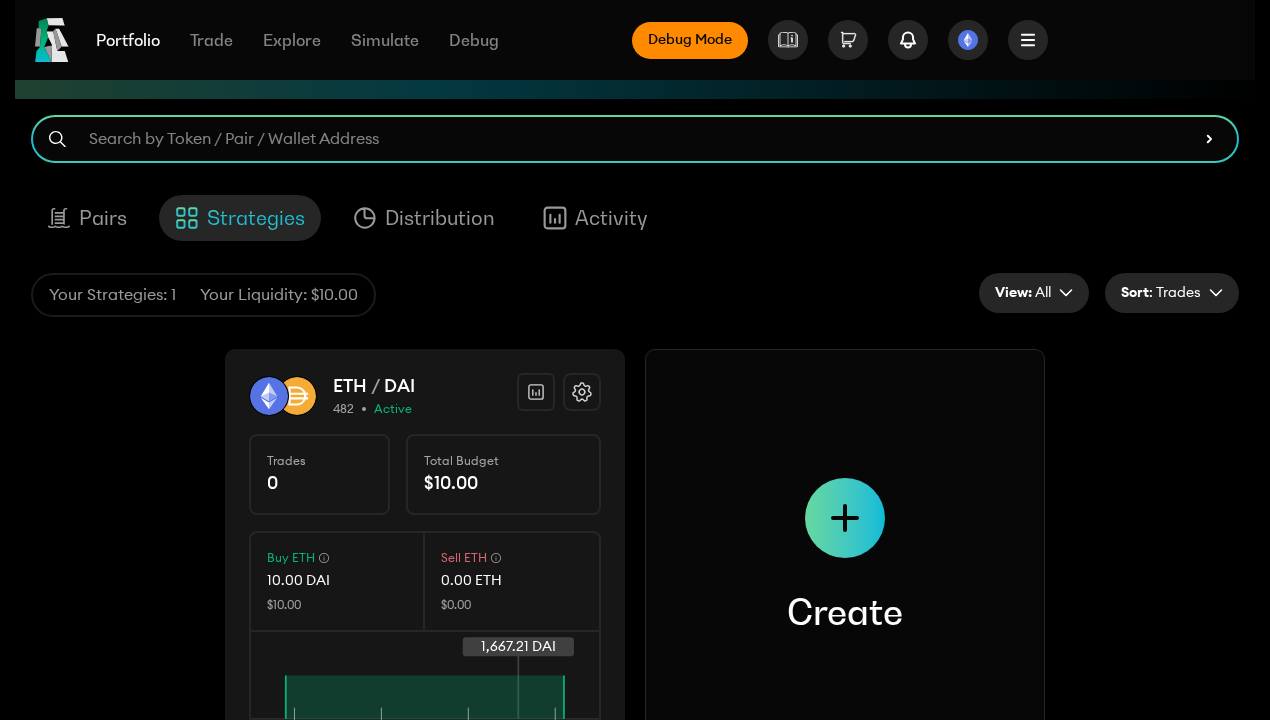 Portfolio Trade Explore Simulate Debug Debug Mode
Search by Token / Pair / Wallet Address
Pairs Strategies Distribution Activity
Your Strategies: 1 Your Liquidity: $10.00 View: All Sort: Trades
ETH / DAI
482 • Active
Trades Total Budget
0 $10.00
Buy ETH Sell ETH
10.00 DAI 0.00 ETH
$10.00 $0.00
1,667.21 DAI
Create